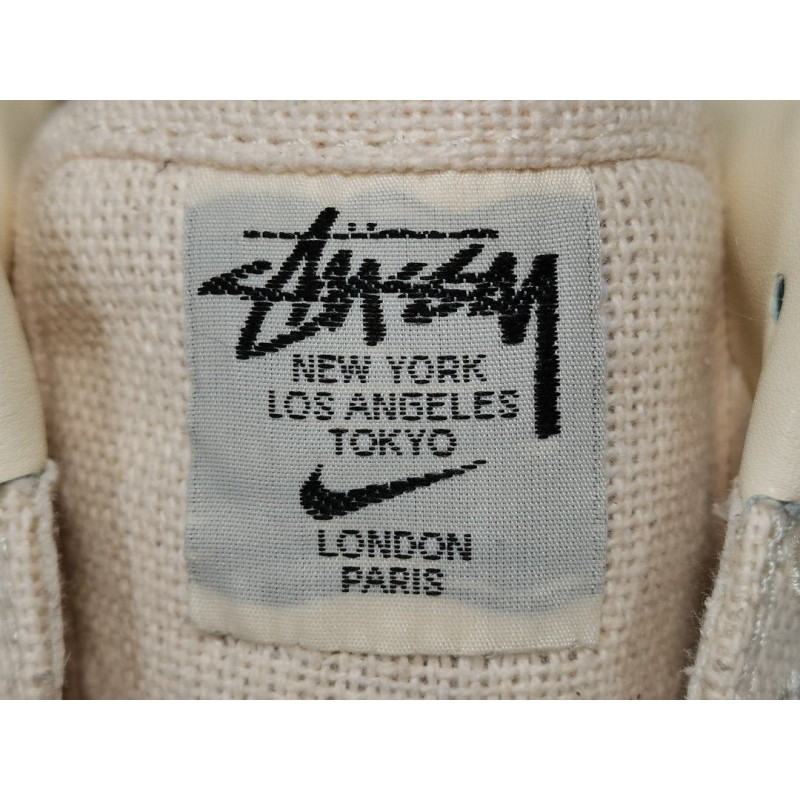 STÜSSY
NEW YORK
LOS ANGELES
TOKYO
LONDON
PARIS